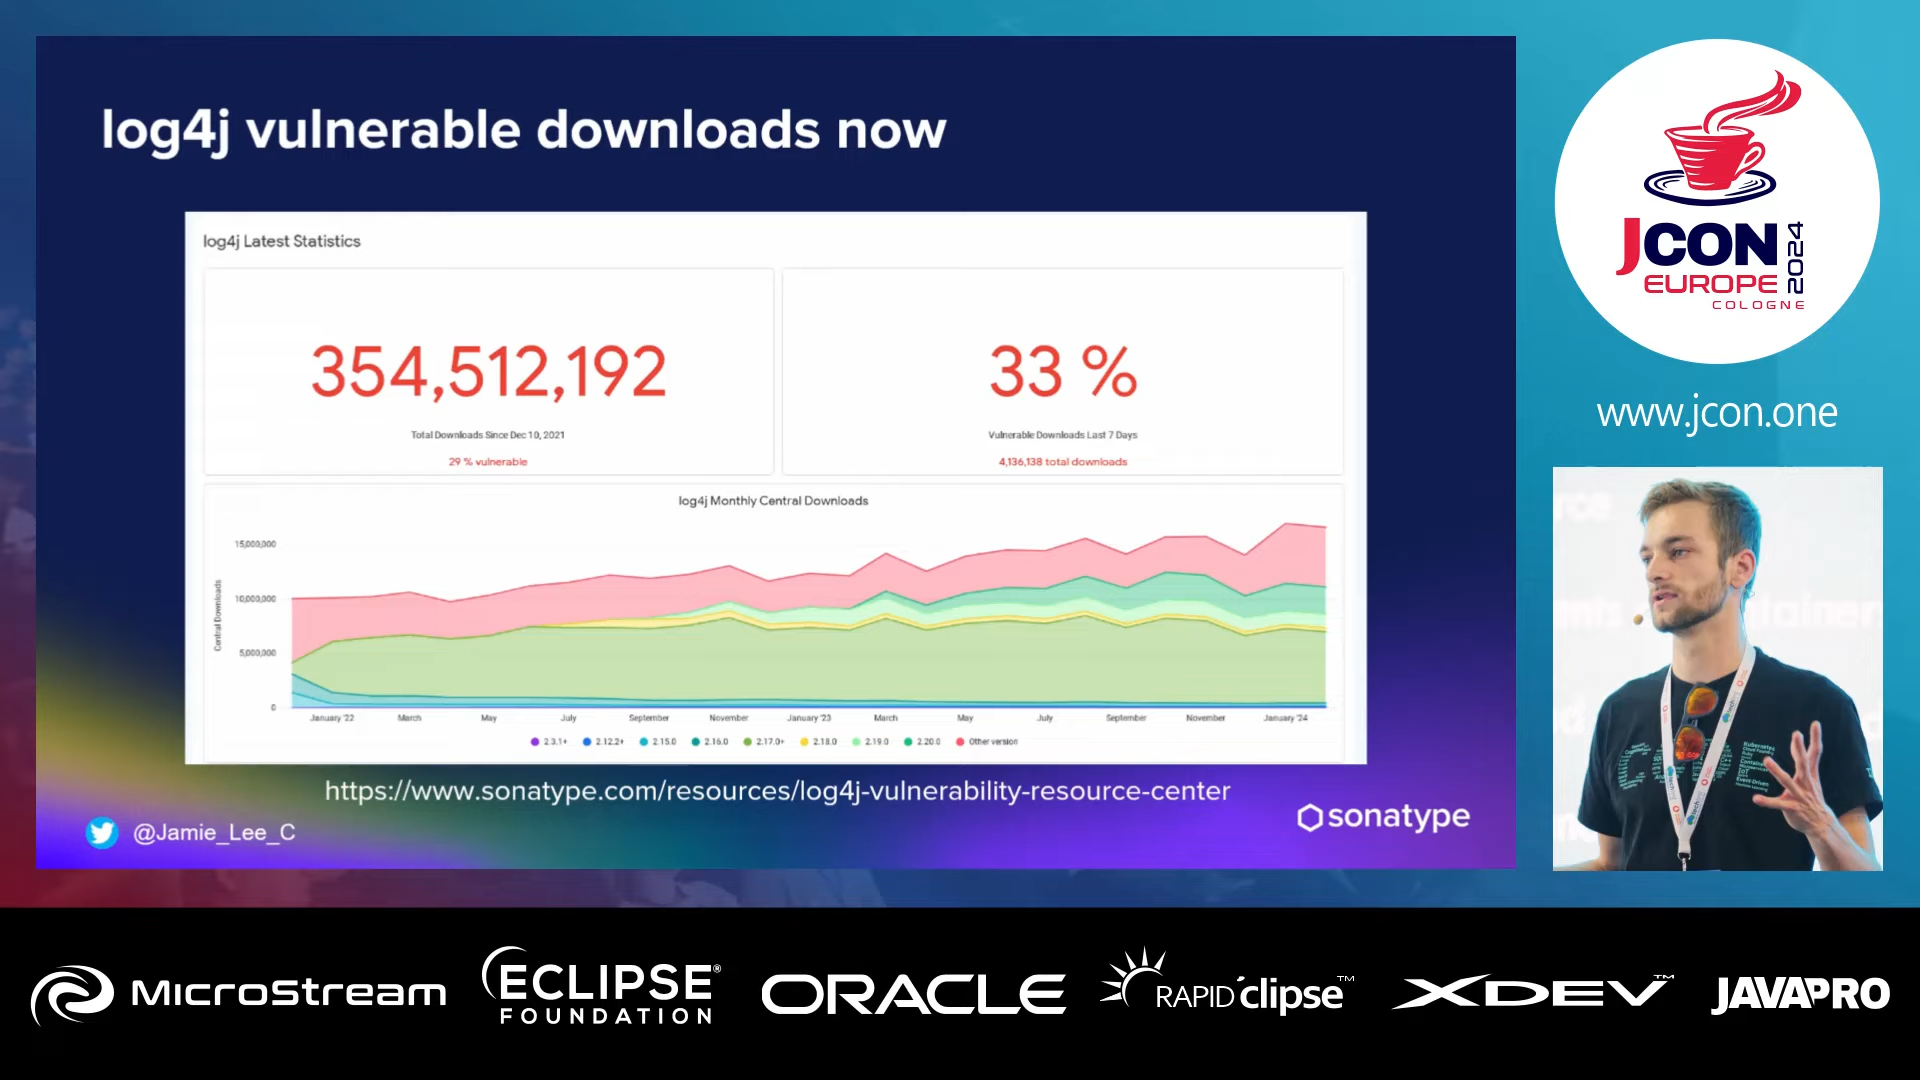 log4j vulnerable downloads now
log4j Latest Statistics
354,512,192
Total Downloads Since Dec 10, 2021
29 % vulnerable
33 %
Vulnerable Downloads Last 7 Days
4,136,138 total downloads
log4j Monthly Central Downloads
Central Downloads
15,000,000
10,000,000
5,000,000
0
January '22 March May July September November January '23 March May July September November January '24
2.3.1+ 2.12.2+ 2.15.0 2.16.0 2.17.0+ 2.18.0 2.19.0 2.20.0 Other version
https://www.sonatype.com/resources/log4j-vulnerability-resource-center
@Jamie_Lee_C
sonatype
JCON
EUROPE
2024
COLOGNE
www.jcon.one
MicroStream
ECLIPSE®
FOUNDATION
ORACLE
RAPID'clipse™
XDEV™
JAVAPRO